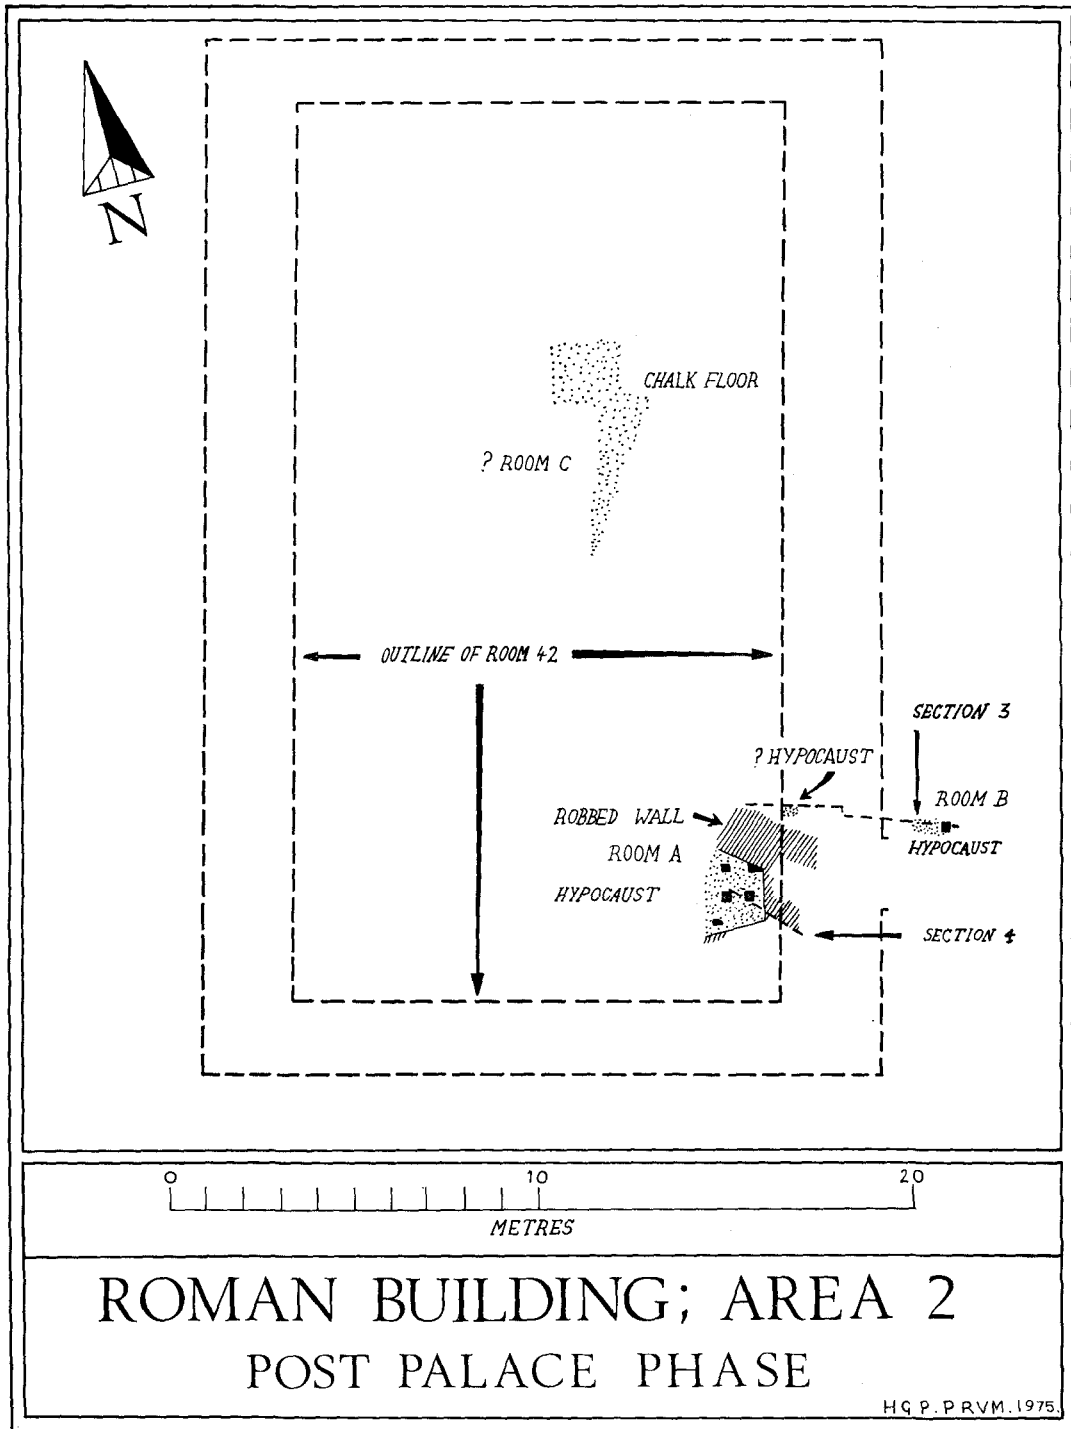 N
CHALK FLOOR
? ROOM C
OUTLINE OF ROOM 42
SECTION 3
? HYPOCAUST
ROOM B
ROBBED WALL
HYPOCAUST
ROOM A
HYPOCAUST
SECTION 4
0 10 20
METRES
ROMAN BUILDING; AREA 2
POST PALACE PHASE
HGP.PRVM.1975.